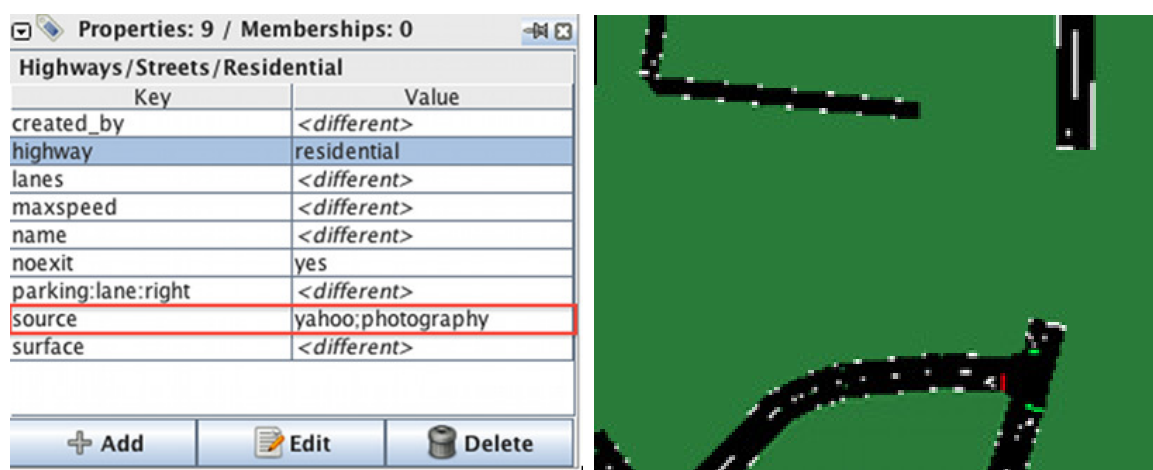 Properties: 9 / Memberships: 0
Highways/Streets/Residential
Key Value
created_by <different>
highway residential
lanes <different>
maxspeed <different>
name <different>
noexit yes
parking:lane:right <different>
source yahoo;photography
surface <different>
Add Edit Delete